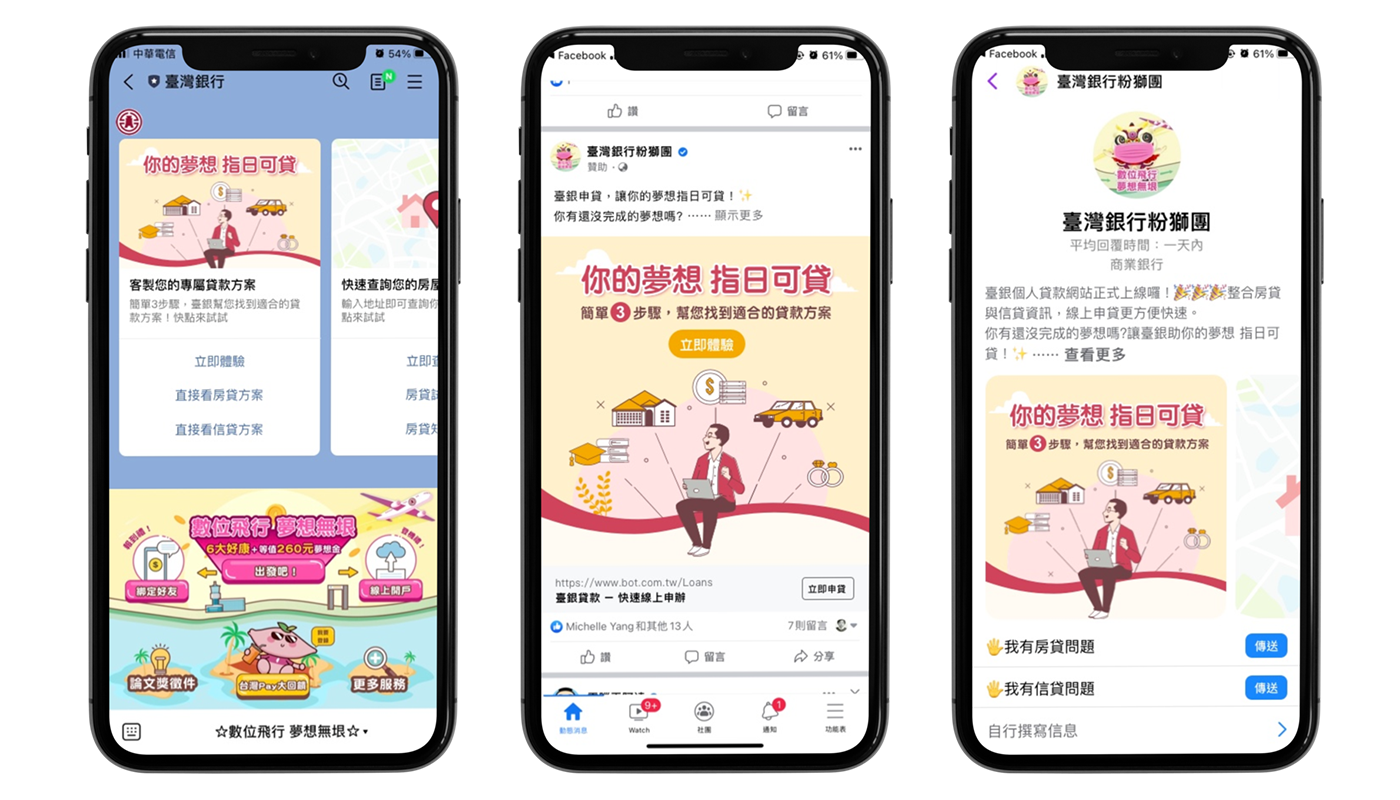 中華電信
54%
臺灣銀行
N
你的夢想 指日可貸
$
客製您的專屬貸款方案
簡單3步驟,臺銀幫您找到適合的貸
款方案!快點來試試
立即體驗
直接看房貸方案
直接看信貸方案
快速查詢您的房屋
輸入地址即可查詢你
點來試試
立即
房貸
房貸
數位飛行 夢想無垠
6大好康+等值260元夢想金
出發吧!
綁定好友
線上開戶
論文獎徵件
台灣Pay大回饋
更多服務
☆數位飛行 夢想無垠☆
Facebook
61%
讚
留言
臺灣銀行粉獅團
贊助
臺銀申貸,讓你的夢想指日可貸!✨
你有還沒完成的夢想嗎? ⋯⋯ 顯示更多
你的夢想 指日可貸
簡單3步驟,幫您找到適合的貸款方案
立即體驗
$
https://www.bot.com.tw/Loans
臺銀貸款 – 快速線上申辦
立即申貸
Michelle Yang和其他 13 人
7則留言
讚
留言
分享
動態消息
9+
Watch
社團
1
通知
功能表
Facebook
61%
臺灣銀行粉獅團
數位飛行
夢想無垠
臺灣銀行粉獅團
平均回覆時間:一天內
商業銀行
臺銀個人貸款網站正式上線囉!🎉🎉🎉整合房貸
與信貸資訊,線上申貸更方便快速。
你有還沒完成的夢想嗎?讓臺銀助你的夢想 指日可
貸!✨ ⋯⋯ 查看更多
你的夢想 指日可貸
簡單3步驟,幫您找到適合的貸款方案
$
🖐我有房貸問題
傳送
🖐我有信貸問題
傳送
自行撰寫信息